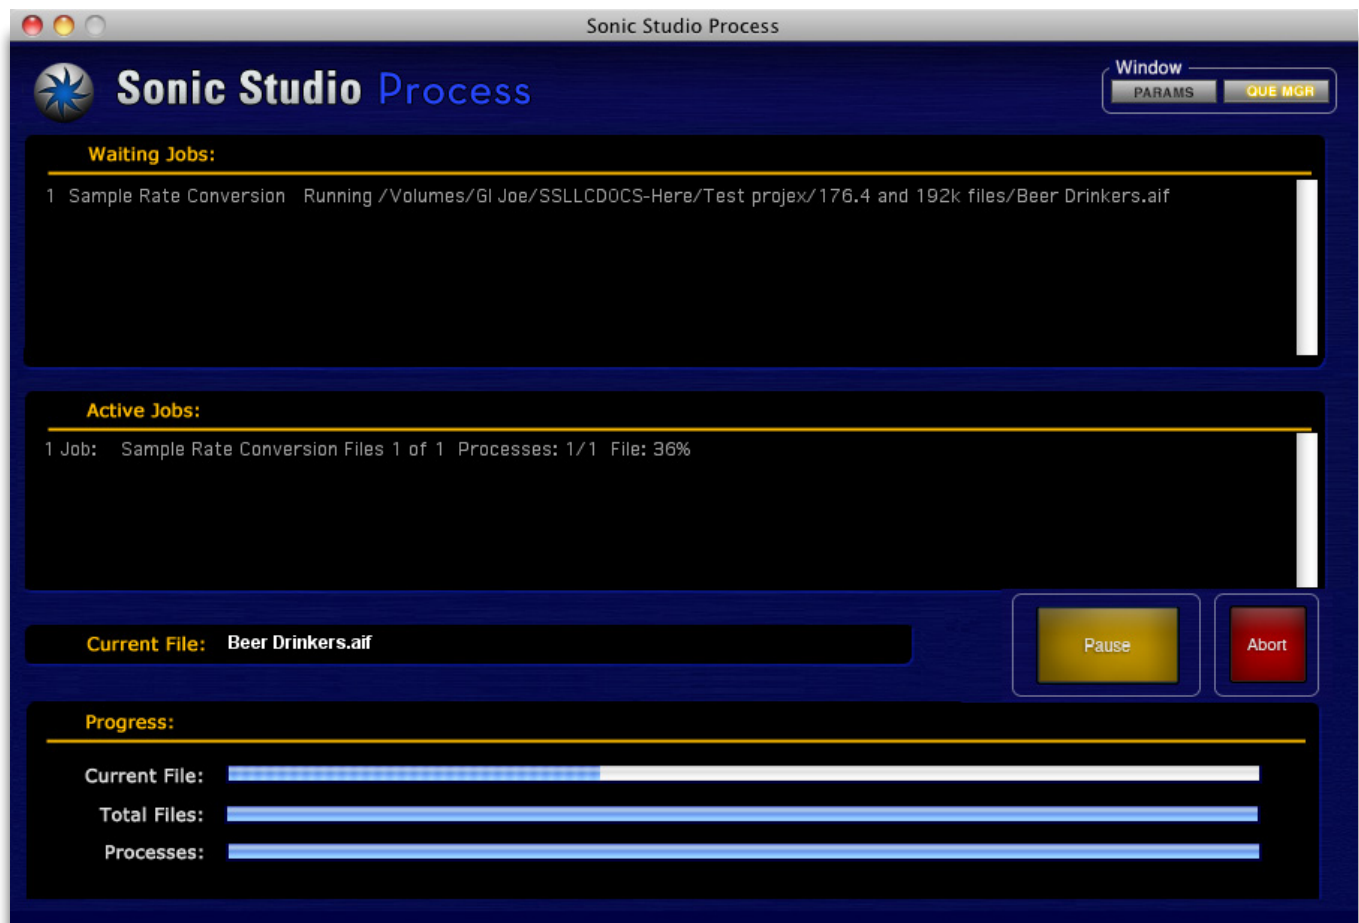 Sonic Studio Process
Sonic Studio Process
Window
PARAMS QUE MGR
Waiting Jobs:
1 Sample Rate Conversion Running /Volumes/GI Joe/SSLLCDOCS-Here/Test projex/176.4 and 192k files/Beer Drinkers.aif
Active Jobs:
1 Job: Sample Rate Conversion Files 1 of 1 Processes: 1/1 File: 36%
Current File: Beer Drinkers.aif
Pause
Abort
Progress:
Current File:
Total Files:
Processes: